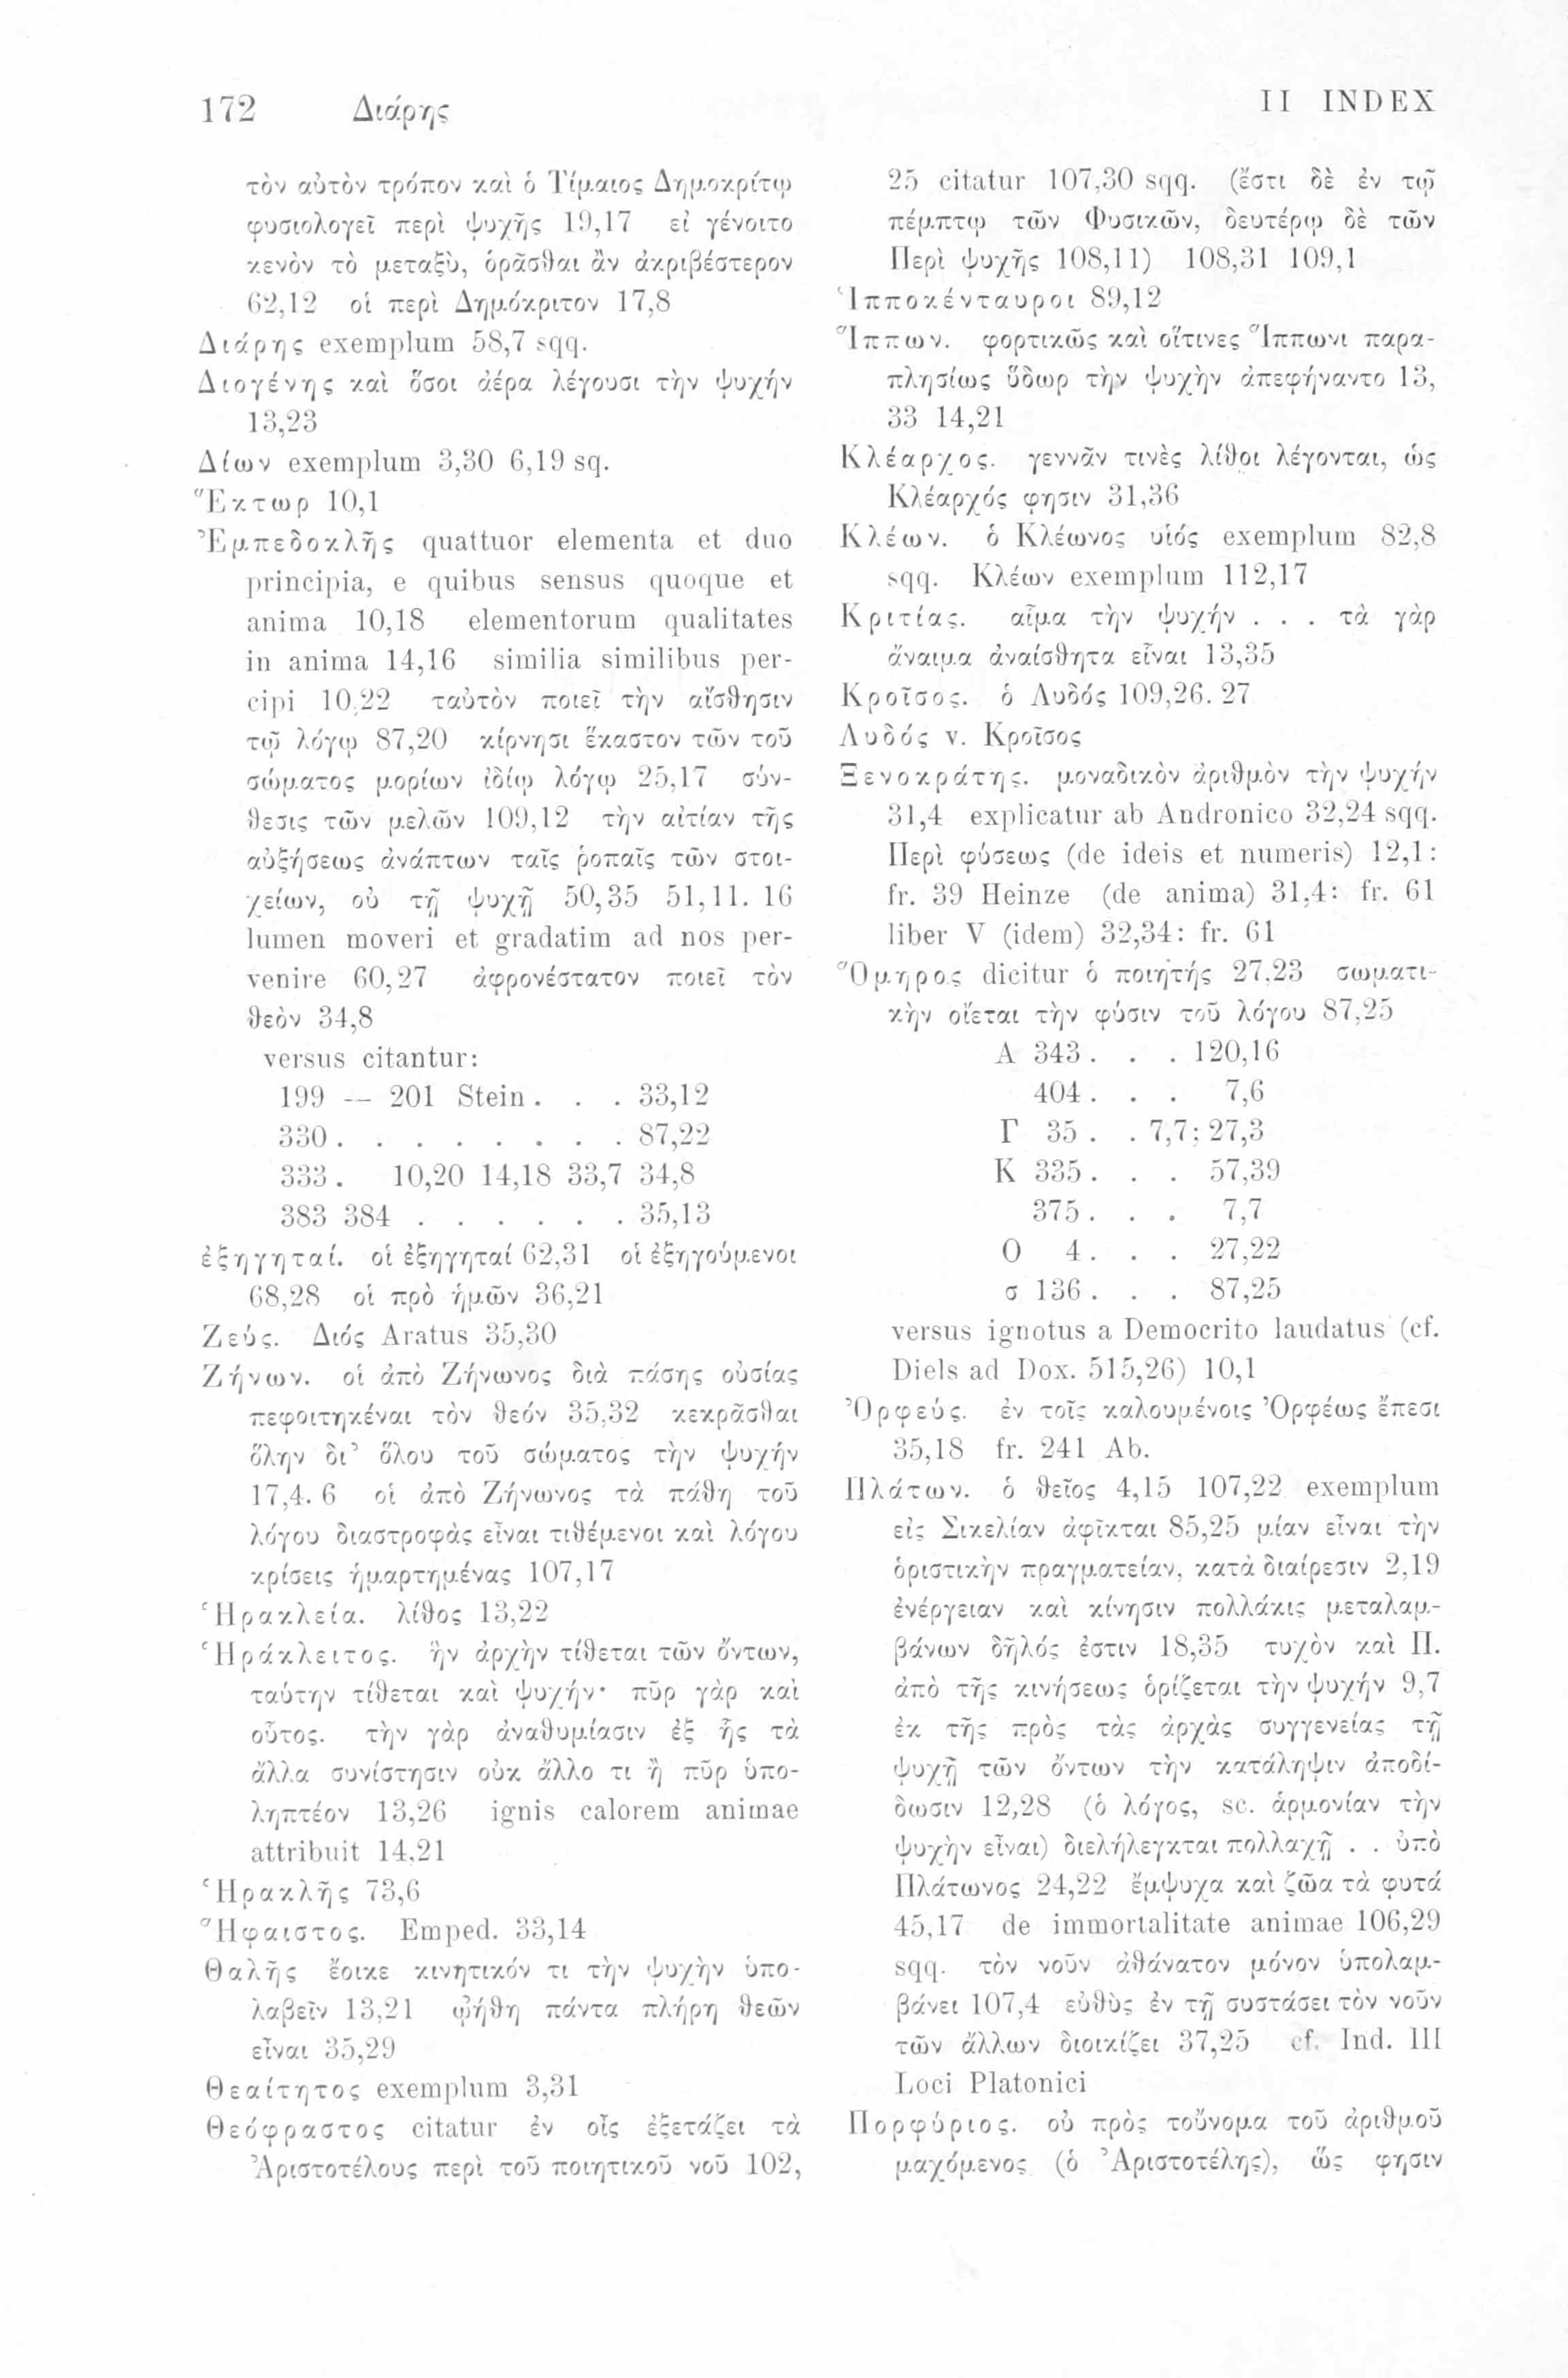 172 Διάρης
II INDEX
τὸν αὐτὸν τρόπον καὶ ὁ Τίμαιος Δημοκρίτῳ
φυσιολογεῖ περὶ ψυχῆς 19,17 εἰ γένοιτο
κενὸν τὸ μεταξὺ, ὁρᾶσθαι ἂν ἀκριβέστερον
62,12 οἱ περὶ Δημόκριτον 17,8
Διάρης exemplum 58,7 sqq.
Διογένης καὶ ὅσοι ἀέρα λέγουσι τὴν ψυχήν
13,23
Δίων exemplum 3,30 6,19 sq.
Ἕκτωρ 10,1
Ἐμπεδοκλῆς quattuor elementa et duo
principia, e quibus sensus quoque et
anima 10,18 elementorum qualitates
in anima 14,16 similia similibus per-
cipi 10,22 ταὐτὸν ποιεῖ τὴν αἴσθησιν
τῷ λόγῳ 87,20 κίρνησι ἕκαστον τῶν τοῦ
σώματος μορίων ἰδίῳ λόγῳ 25,17 σύν-
θεσις τῶν μελῶν 109,12 τὴν αἰτίαν τῆς
αὐξήσεως ἀνάπτων ταῖς ῥοπαῖς τῶν στοι-
χείων, οὐ τῇ ψυχῇ 50,35 51,11. 16
lumen moveri et gradatim ad nos per-
venire 60,27 ἀφρονέστατον ποιεῖ τὸν
θεὸν 34,8
versus citantur:
199 — 201 Stein . . . 33,12
330 . . . . . . . . 87,22
333 . 10,20 14,18 33,7 34,8
383 384 . . . . . . 35,13
ἐξηγηταί. οἱ ἐξηγηταί 62,31 οἱ ἐξηγούμενοι
68,28 οἱ πρὸ ἡμῶν 36,21
Ζεύς. Διός Aratus 35,30
Ζήνων. οἱ ἀπὸ Ζήνωνος διὰ πάσης οὐσίας
πεφοιτηκέναι τὸν θεόν 35,32 κεκρᾶσθαι
ὅλην δι’ ὅλου τοῦ σώματος τὴν ψυχήν
17,4. 6 οἱ ἀπὸ Ζήνωνος τὰ πάθη τοῦ
λόγου διαστροφὰς εἶναι τιθέμενοι καὶ λόγου
κρίσεις ἡμαρτημένας 107,17
Ἡρακλεία. λίθος 13,22
Ἡράκλειτος. ἣν ἀρχὴν τίθεται τῶν ὄντων,
ταύτην τίθεται καὶ ψυχήν· πῦρ γὰρ καὶ
οὗτος. τὴν γὰρ ἀναθυμίασιν ἐξ ἧς τὰ
ἄλλα συνίστησιν οὐκ ἄλλο τι ἢ πῦρ ὑπο-
ληπτέον 13,26 ignis calorem animae
attribuit 14,21
Ἡρακλῆς 73,6
Ἥφαιστος. Emped. 33,14
Θαλῆς ἔοικε κινητικόν τι τὴν ψυχὴν ὑπο-
λαβεῖν 13,21 ᾠήθη πάντα πλήρη θεῶν
εἶναι 35,29
Θεαίτητος exemplum 3,31
Θεόφραστος citatur ἐν οἷς ἐξετάζει τὰ
Ἀριστοτέλους περὶ τοῦ ποιητικοῦ νοῦ 102,
25 citatur 107,30 sqq. (ἔστι δὲ ἐν τῷ
πέμπτῳ τῶν Φυσικῶν, δευτέρῳ δὲ τῶν
Περὶ ψυχῆς 108,11) 108,31 109,1
Ἱπποκένταυροι 89,12
Ἵππων. φορτικῶς καὶ οἵτινες Ἵππωνι παρα-
πλησίως ὕδωρ τὴν ψυχὴν ἀπεφήναντο 13,
33 14,21
Κλέαρχος. γεννᾶν τινὲς λίθοι λέγονται, ὡς
Κλέαρχός φησιν 31,36
Κλέων. ὁ Κλέωνος υἱός exemplum 82,8
sqq. Κλέων exemplum 112,17
Κριτίας. αἷμα τὴν ψυχήν . . . τὰ γὰρ
ἄναιμα ἀναίσθητα εἶναι 13,35
Κροῖσος. ὁ Λυδός 109,26. 27
Λυδός v. Κροῖσος
Ξενοκράτης. μοναδικὸν ἀριθμὸν τὴν ψυχήν
31,4 explicatur ab Andronico 32,24 sqq.
Περὶ φύσεως (de ideis et numeris) 12,1:
fr. 39 Heinze (de anima) 31,4: fr. 61
liber V (idem) 32,34: fr. 61
Ὅμηρος dicitur ὁ ποιητής 27,23 σωματι-
κὴν οἴεται τὴν φύσιν τοῦ λόγου 87,25
A 343 . . . 120,16
404 . . . 7,6
Γ 35 . . 7,7; 27,3
K 335 . . . 57,39
375 . . . 7,7
O 4 . . . 27,22
σ 136 . . . 87,25
versus ignotus a Democrito laudatus (cf.
Diels ad Dox. 515,26) 10,1
Ὀρφεύς. ἐν τοῖς καλουμένοις Ὀρφέως ἔπεσι
35,18 fr. 241 Ab.
Πλάτων. ὁ θεῖος 4,15 107,22 exemplum
εἰς Σικελίαν ἀφῖκται 85,25 μίαν εἶναι τὴν
ὁριστικὴν πραγματείαν, κατὰ διαίρεσιν 2,19
ἐνέργειαν καὶ κίνησιν πολλάκις μεταλαμ-
βάνων δῆλός ἐστιν 18,35 τυχὸν καὶ Π.
ἀπὸ τῆς κινήσεως ὁρίζεται τὴν ψυχήν 9,7
ἐκ τῆς πρὸς τὰς ἀρχὰς συγγενείας τῇ
ψυχῇ τῶν ὄντων τὴν κατάληψιν ἀποδί-
δωσιν 12,28 (ὁ λόγος, sc. ἁρμονίαν τὴν
ψυχὴν εἶναι) διελήλεγκται πολλαχῇ . . ὑπὸ
Πλάτωνος 24,22 ἔμψυχα καὶ ζῶα τὰ φυτά
45,17 de immortalitate animae 106,29
sqq. τὸν νοῦν ἀθάνατον μόνον ὑπολαμ-
βάνει 107,4 εὐθὺς ἐν τῇ συστάσει τὸν νοῦν
τῶν ἄλλων διοικίζει 37,25 cf. Ind. III
Loci Platonici
Πορφύριος. οὐ πρὸς τοὔνομα τοῦ ἀριθμοῦ
μαχόμενος (ὁ Ἀριστοτέλης), ὥς φησιν